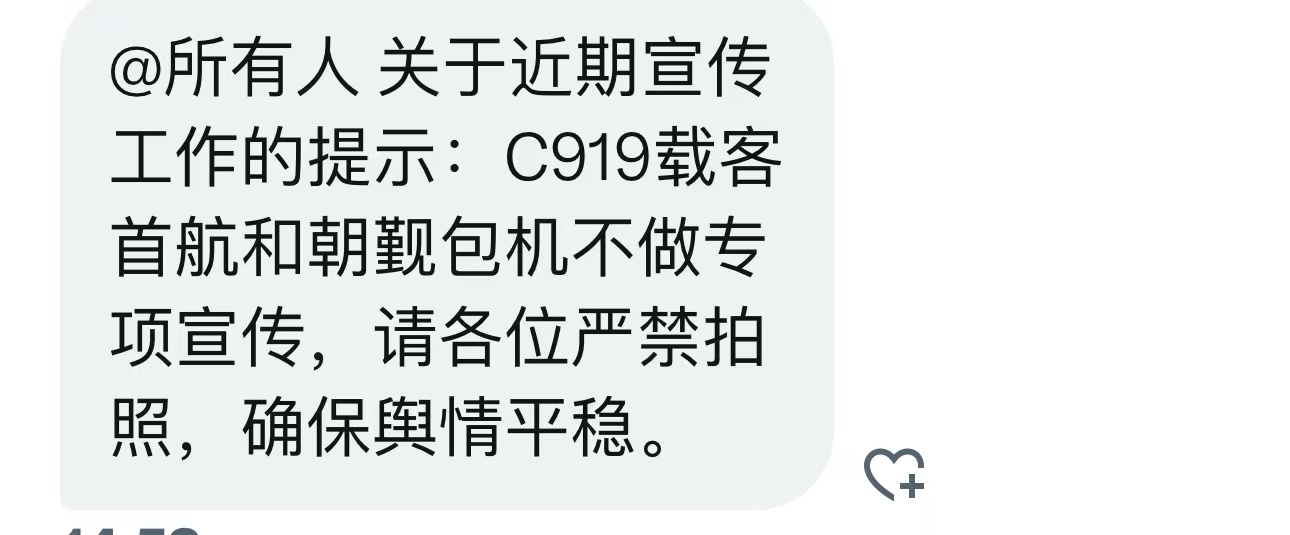 @所有人 关于近期宣传
工作的提示：C919载客
首航和朝觐包机不做专
项宣传，请各位严禁拍
照，确保舆情平稳。